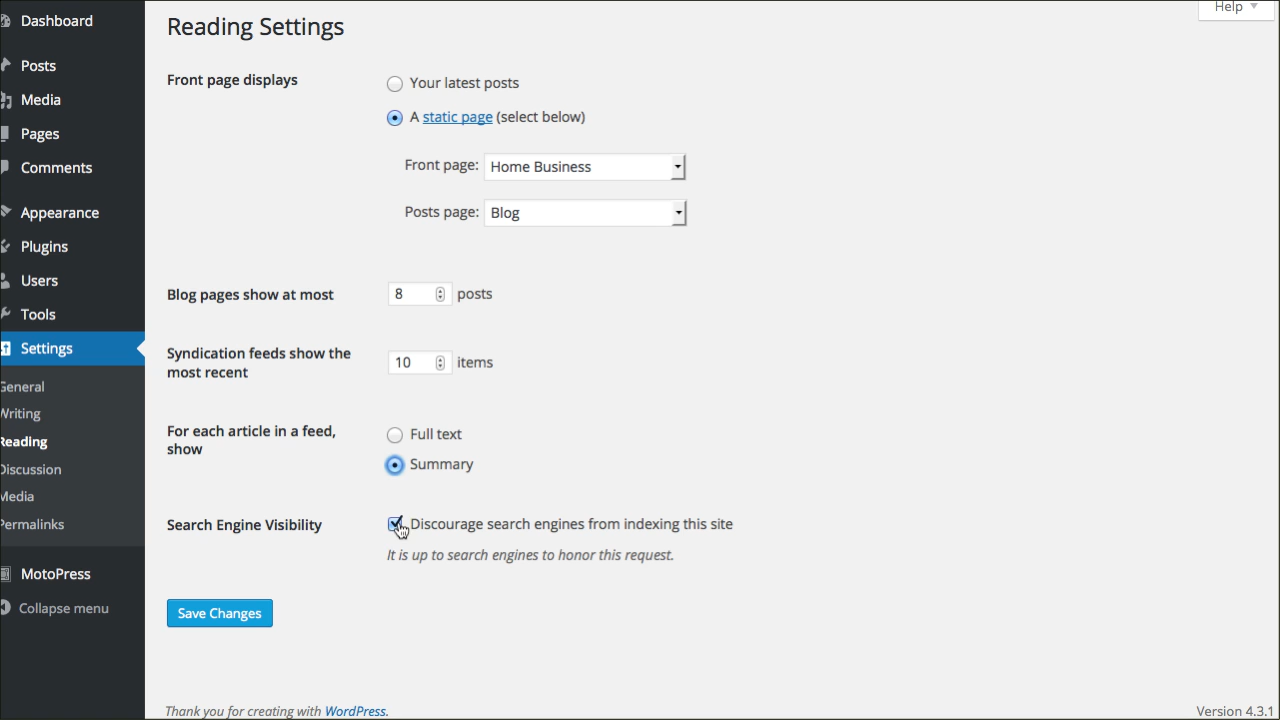 Dashboard
Posts
Media
Pages
Comments
Appearance
Plugins
Users
Tools
Settings
General
Writing
Reading
Discussion
Media
Permalinks
MotoPress
Collapse menu
Help
Reading Settings
Front page displays
Your latest posts
A static page (select below)
Front page: Home Business
Posts page: Blog
Blog pages show at most
8 posts
Syndication feeds show the
most recent
10 items
For each article in a feed,
show
Full text
Summary
Search Engine Visibility
Discourage search engines from indexing this site
It is up to search engines to honor this request.
Save Changes
Thank you for creating with WordPress.
Version 4.3.1